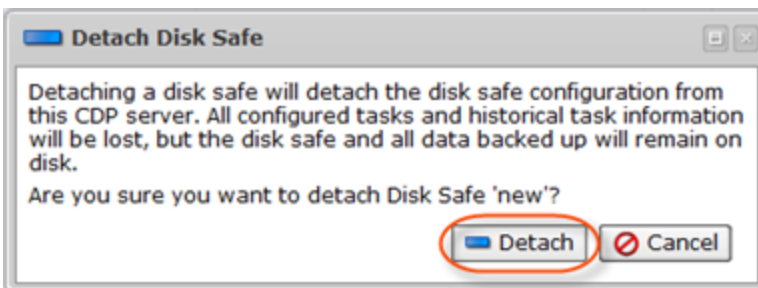 Detach Disk Safe
Detaching a disk safe will detach the disk safe configuration from
this CDP server. All configured tasks and historical task information
will be lost, but the disk safe and all data backed up will remain on
disk.
Are you sure you want to detach Disk Safe 'new'?
Detach Cancel